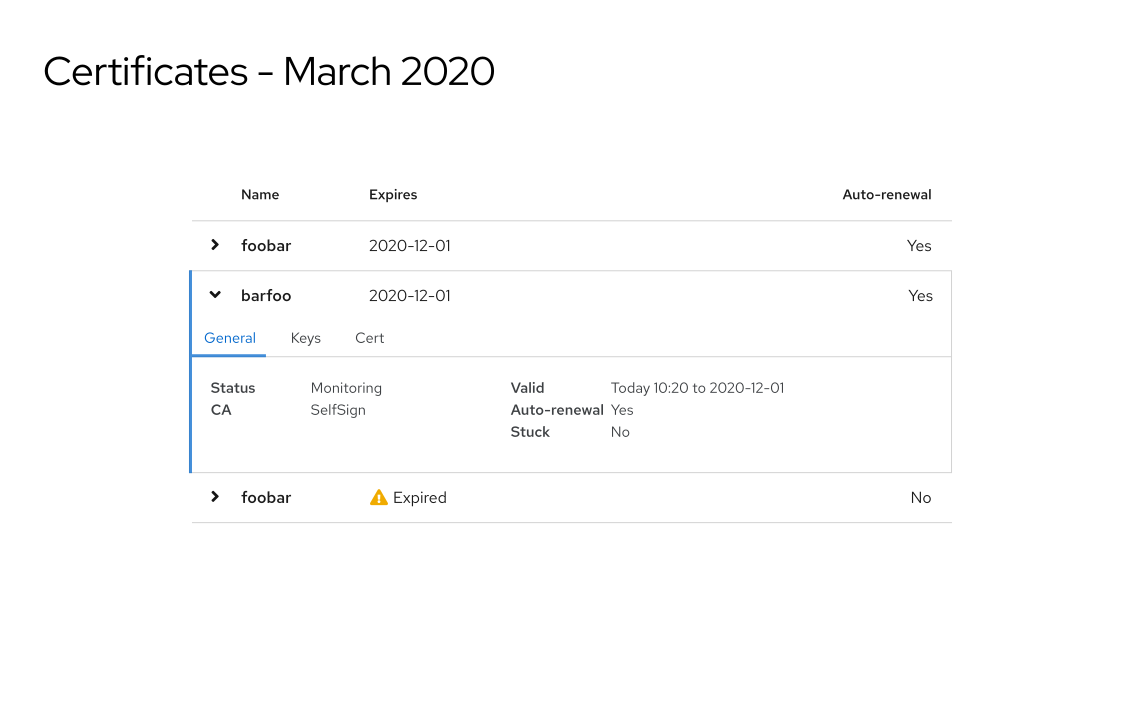 Certificates - March 2020
Name Expires Auto-renewal
foobar 2020-12-01 Yes
barfoo 2020-12-01 Yes
General Keys Cert
Status Monitoring Valid Today 10:20 to 2020-12-01
CA SelfSign Auto-renewal Yes
Stuck No
foobar Expired No